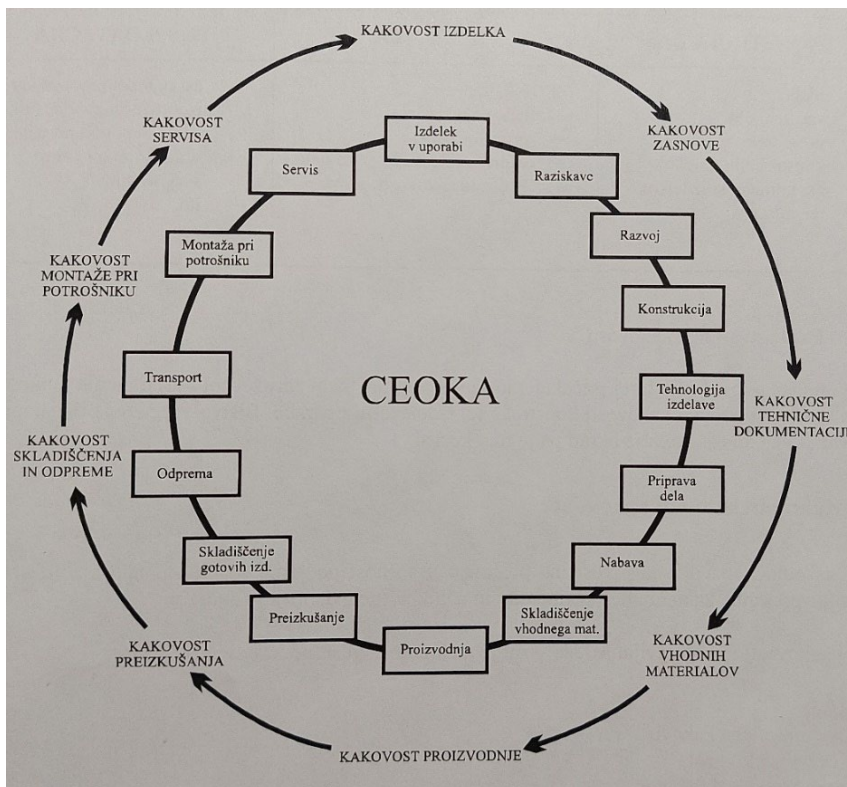 KAKOVOST IZDELKA
KAKOVOST
ZASNOVE
KAKOVOST
TEHNIČNE
DOKUMENTACIJE
KAKOVOST
VHODNIH
MATERIALOV
KAKOVOST PROIZVODNJE
KAKOVOST
PREIZKUŠANJA
KAKOVOST
SKLADIŠČENJA
IN ODPREME
KAKOVOST
MONTAŽE PRI
POTROŠNIKU
KAKOVOST
SERVISA
Izdelek
v uporabi
Raziskave
Razvoj
Konstrukcija
Tehnologija
izdelave
Priprava
dela
Nabava
Skladiščenje
vhodnega mat.
Proizvodnja
Preizkušanje
Skladiščenje
gotovih izd.
Odprema
Transport
Montaža pri
potrošniku
Servis
CEOKA